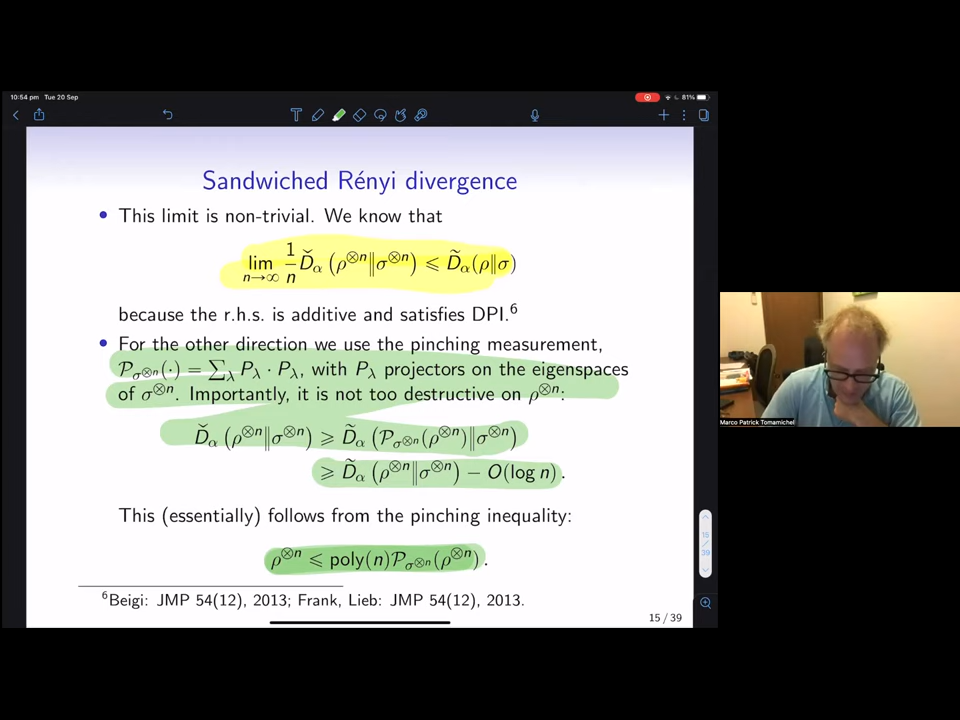 10:54 pm Tue 20 Sep
81%
Sandwiched Rényi divergence
• This limit is non-trivial. We know that
lim_{n→∞} 1/n Ď_α (ρ^{⊗n}‖σ^{⊗n}) ⩽ D̃_α(ρ‖σ)
because the r.h.s. is additive and satisfies DPI.⁶
• For the other direction we use the pinching measurement,
𝒫_{σ^{⊗n}}(·) = ∑_λ P_λ · P_λ, with P_λ projectors on the eigenspaces
of σ^{⊗n}. Importantly, it is not too destructive on ρ^{⊗n}:
Ď_α (ρ^{⊗n}‖σ^{⊗n}) ⩾ D̃_α (𝒫_{σ^{⊗n}}(ρ^{⊗n})‖σ^{⊗n})
⩾ D̃_α (ρ^{⊗n}‖σ^{⊗n}) − O(log n).
This (essentially) follows from the pinching inequality:
ρ^{⊗n} ⩽ poly(n)𝒫_{σ^{⊗n}}(ρ^{⊗n}).
⁶Beigi: JMP 54(12), 2013; Frank, Lieb: JMP 54(12), 2013.
15 / 39
15
/
39
Marco Patrick Tomamichel